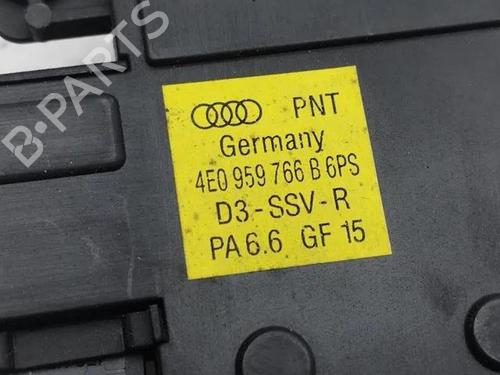 B-PARTS
PNT
Germany
4E0 959 766 B 6PS
D3-SSV-R
PA 6.6 GF 15